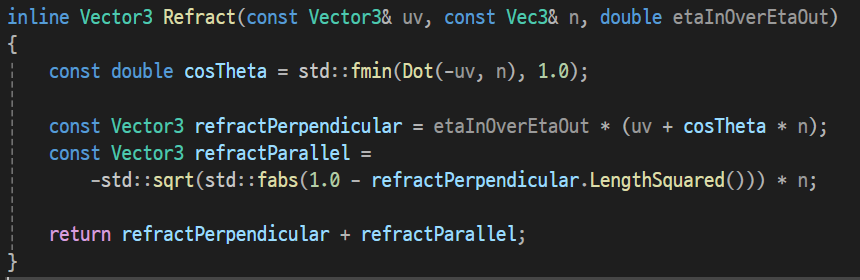 inline Vector3 Refract(const Vector3& uv, const Vec3& n, double etaInOverEtaOut)
{
const double cosTheta = std::fmin(Dot(-uv, n), 1.0);
const Vector3 refractPerpendicular = etaInOverEtaOut * (uv + cosTheta * n);
const Vector3 refractParallel =
-std::sqrt(std::fabs(1.0 - refractPerpendicular.LengthSquared())) * n;
return refractPerpendicular + refractParallel;
}